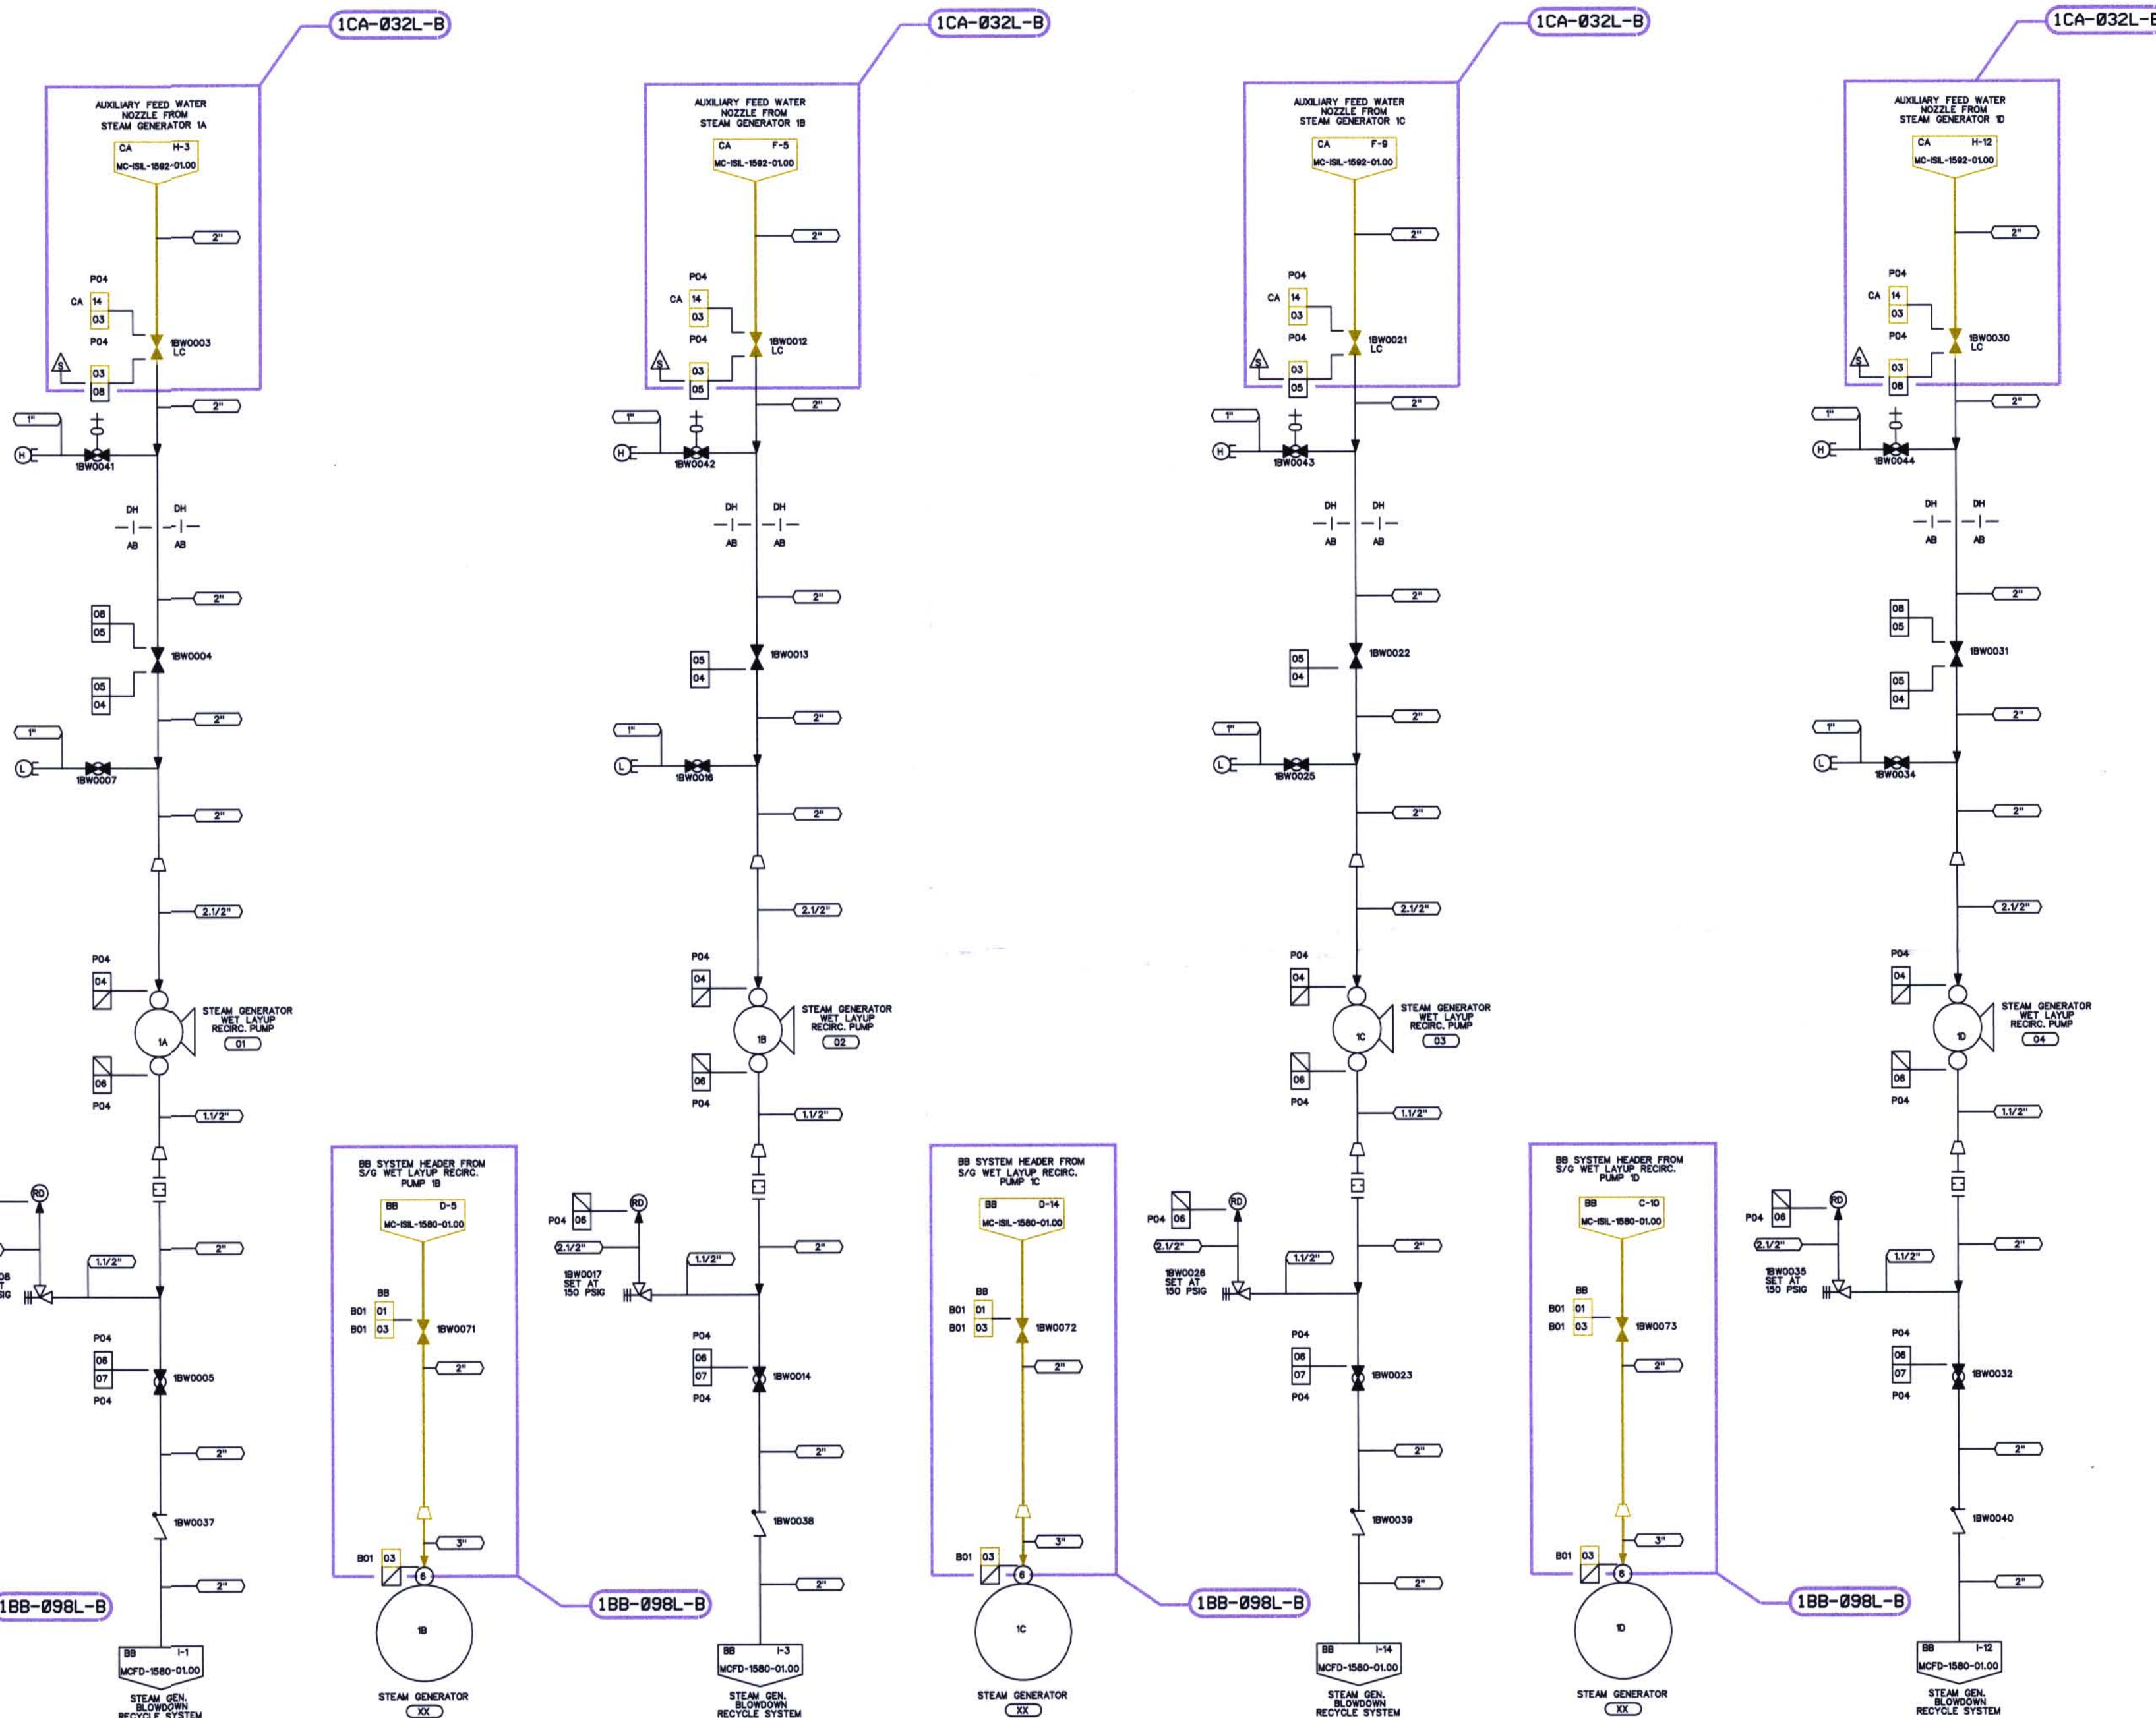 1CA-Ø32L-B
AUXILIARY FEED WATER
NOZZLE FROM
STEAM GENERATOR 1A
CA H-3
MC-ISIL-1592-01.00
2"
P04
CA 14
03
P04
1BW0003
LC
S
03
08
2"
1"
H
1BW0041
DH DH
AB AB
2"
08
05
1BW0004
05
04
2"
1"
L
1BW0007
2"
2.1/2"
P04
04
STEAM GENERATOR
WET LAYUP
RECIRC. PUMP
01
1A
06
P04
1.1/2"
RD
2"
1.1/2"
P04
06
07
1BW0005
P04
2"
1BW0037
2"
1BB-Ø98L-B
BB I-1
MCFD-1580-01.00
STEAM GEN.
BLOWDOWN
RECYCLE SYSTEM
BB SYSTEM HEADER FROM
S/G WET LAYUP RECIRC.
PUMP 1B
BB D-5
MC-ISIL-1580-01.00
BB
B01 01
B01 03
1BW0071
2"
3"
B01 03
6
1B
STEAM GENERATOR
XX
1BB-Ø98L-B
1CA-Ø32L-B
AUXILIARY FEED WATER
NOZZLE FROM
STEAM GENERATOR 1B
CA F-5
MC-ISIL-1592-01.00
2"
P04
CA 14
03
P04
1BW0012
LC
S
03
05
2"
1"
H
1BW0042
DH DH
AB AB
2"
05
04
1BW0013
2"
1"
L
1BW0016
2"
2.1/2"
P04
04
STEAM GENERATOR
WET LAYUP
RECIRC. PUMP
02
1B
06
P04
1.1/2"
P04 06
RD
2.1/2"
2"
1.1/2"
1BW0017
SET AT
150 PSIG
P04
06
07
1BW0014
P04
2"
1BW0038
2"
BB I-3
MCFD-1580-01.00
STEAM GEN.
BLOWDOWN
RECYCLE SYSTEM
BB SYSTEM HEADER FROM
S/G WET LAYUP RECIRC.
PUMP 1C
BB D-14
MC-ISIL-1580-01.00
BB
B01 01
B01 03
1BW0072
2"
3"
B01 03
6
1C
STEAM GENERATOR
XX
1BB-Ø98L-B
1CA-Ø32L-B
AUXILIARY FEED WATER
NOZZLE FROM
STEAM GENERATOR 1C
CA F-9
MC-ISIL-1592-01.00
2"
P04
CA 14
03
P04
1BW0021
LC
S
03
05
2"
1"
H
1BW0043
DH DH
AB AB
2"
05
04
1BW0022
2"
1"
L
1BW0025
2"
2.1/2"
P04
04
STEAM GENERATOR
WET LAYUP
RECIRC. PUMP
03
1C
06
P04
1.1/2"
P04 06
RD
2.1/2"
2"
1.1/2"
1BW0026
SET AT
150 PSIG
P04
06
07
1BW0023
P04
2"
1BW0039
2"
BB I-14
MCFD-1580-01.00
STEAM GEN.
BLOWDOWN
RECYCLE SYSTEM
BB SYSTEM HEADER FROM
S/G WET LAYUP RECIRC.
PUMP 1D
BB C-10
MC-ISIL-1580-01.00
BB
B01 01
B01 03
1BW0073
2"
3"
B01 03
6
1D
STEAM GENERATOR
XX
1BB-Ø98L-B
1CA-Ø32L-B
AUXILIARY FEED WATER
NOZZLE FROM
STEAM GENERATOR 1D
CA H-12
MC-ISIL-1592-01.00
2"
P04
CA 14
03
P04
1BW0030
LC
S
03
08
2"
1"
H
1BW0044
DH DH
AB AB
2"
08
05
1BW0031
05
04
2"
1"
L
1BW0034
2"
2.1/2"
P04
04
STEAM GENERATOR
WET LAYUP
RECIRC. PUMP
04
1D
06
P04
1.1/2"
P04 06
RD
2.1/2"
2"
1.1/2"
1BW0035
SET AT
150 PSIG
P04
06
07
1BW0032
P04
2"
1BW0040
2"
BB I-12
MCFD-1580-01.00
STEAM GEN.
BLOWDOWN
RECYCLE SYSTEM